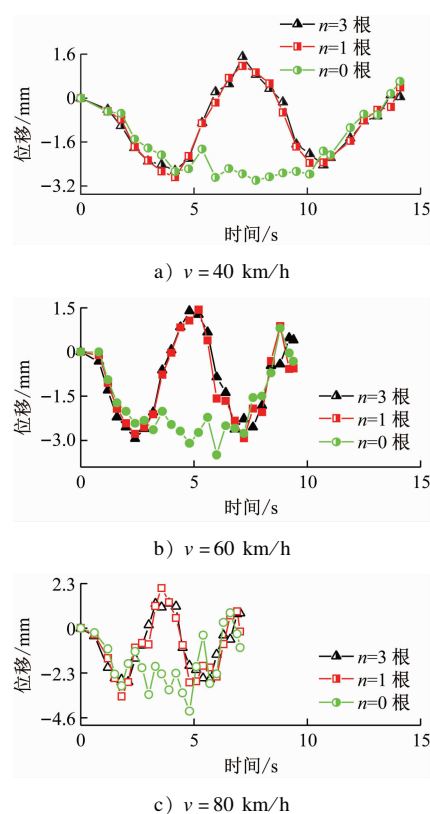 n=3 根
n=1 根
n=0 根
1.6
0
−1.6
−3.2
位移/mm
0
5
10
15
时间/s
a) v = 40 km/h
1.5
0
−1.5
−3.0
位移/mm
n=3 根
n=1 根
n=0 根
0
5
10
15
时间/s
b) v = 60 km/h
2.3
0
−2.3
−4.6
位移/mm
n=3 根
n=1 根
n=0 根
0
5
10
15
时间/s
c) v = 80 km/h